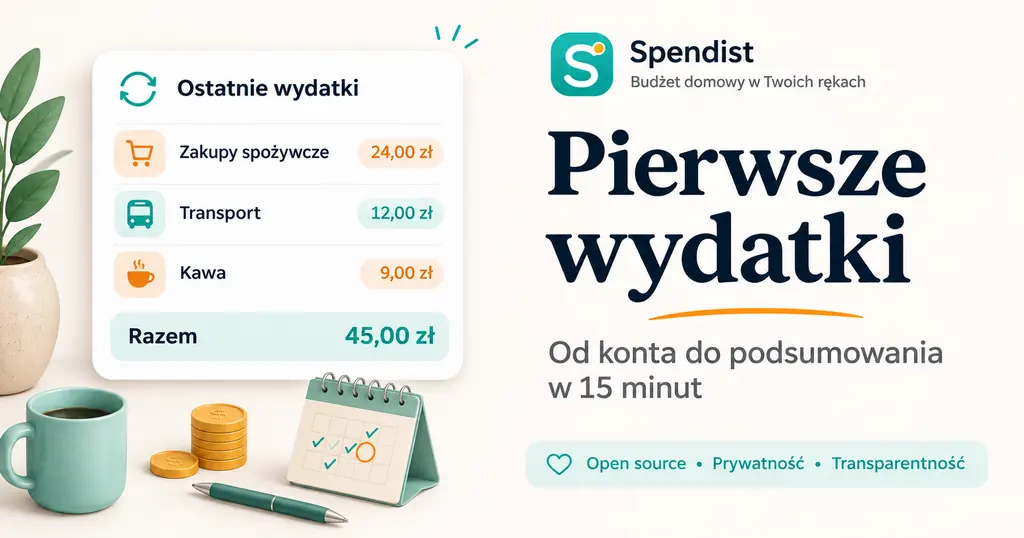 Ostatnie wydatki
Zakupy spożywcze 24,00 zł
Transport 12,00 zł
Kawa 9,00 zł
Razem 45,00 zł
Spendist
Budżet domowy w Twoich rękach
Pierwsze
wydatki
Od konta do podsumowania
w 15 minut
Open source • Prywatność • Transparentność